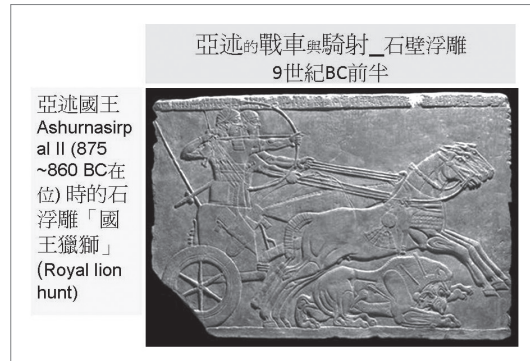 亞述的戰車與騎射_石壁浮雕
9世紀BC前半
亞述國王
Ashurnasirp
al II (875
~860 BC在
位) 時的石
浮雕「國
王獵獅」
(Royal lion
hunt)